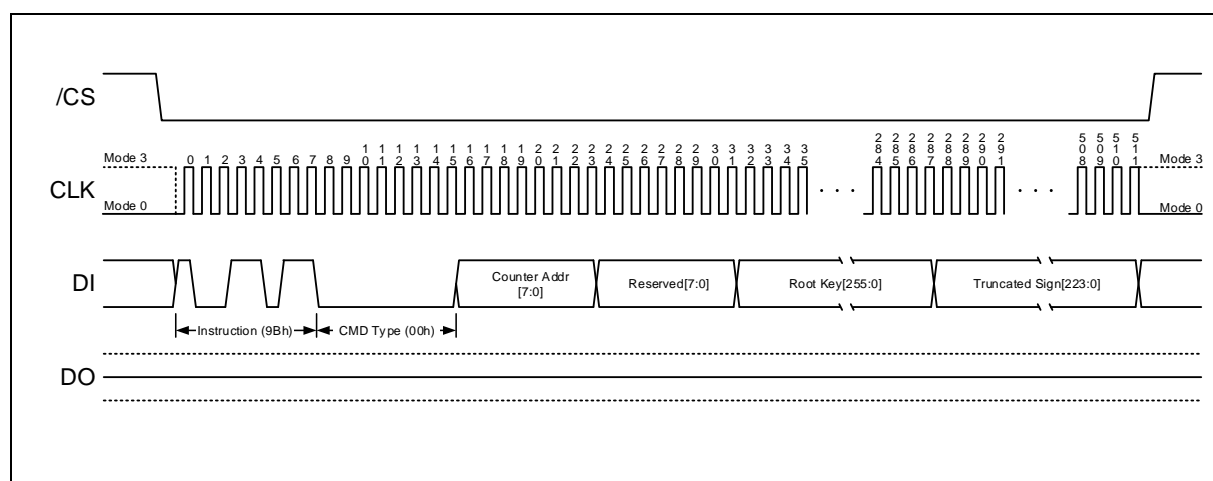 /CS
Mode 3
0 1 2 3 4 5 6 7 8 9 10 11 12 13 14 15 16 17 18 19 20 21 22 23 24 25 26 27 28 29 30 31 32 33 34 35 284 285 286 287 288 289 290 291 508 509 510 511
Mode 3
CLK
Mode 0
Mode 0
DI
Counter Addr
[7:0]
Reserved[7:0]
Root Key[255:0]
Truncated Sign[223:0]
Instruction (9Bh)
CMD Type (00h)
DO